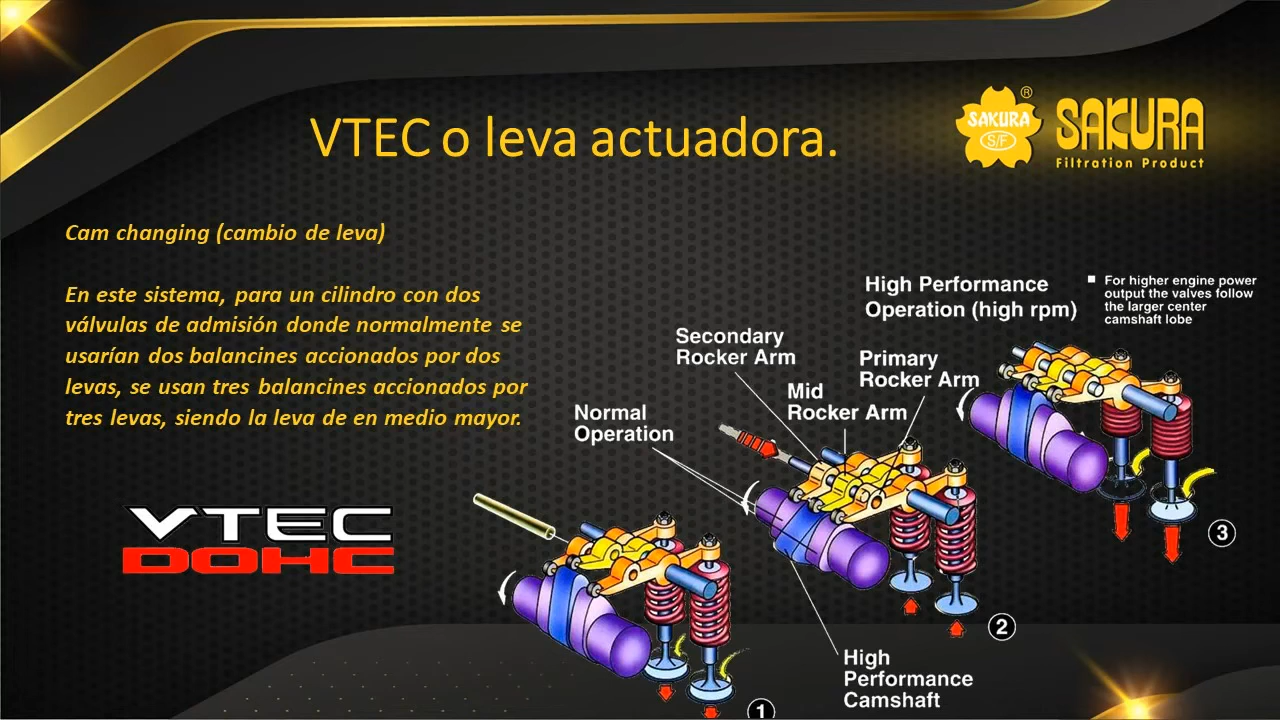 VTEC o leva actuadora.
SAKURA
S/F
®
SAKURA
Filtration Product
Cam changing (cambio de leva)
En este sistema, para un cilindro con dos
válvulas de admisión donde normalmente se
usarían dos balancines accionados por dos
levas, se usan tres balancines accionados por
tres levas, siendo la leva de en medio mayor.
VTEC
DOHC
High Performance
Operation (high rpm)
■ For higher engine power
output the valves follow
the larger center
camshaft lobe
Secondary
Rocker Arm
Primary
Rocker Arm
Mid
Rocker Arm
Normal
Operation
High
Performance
Camshaft
1
2
3